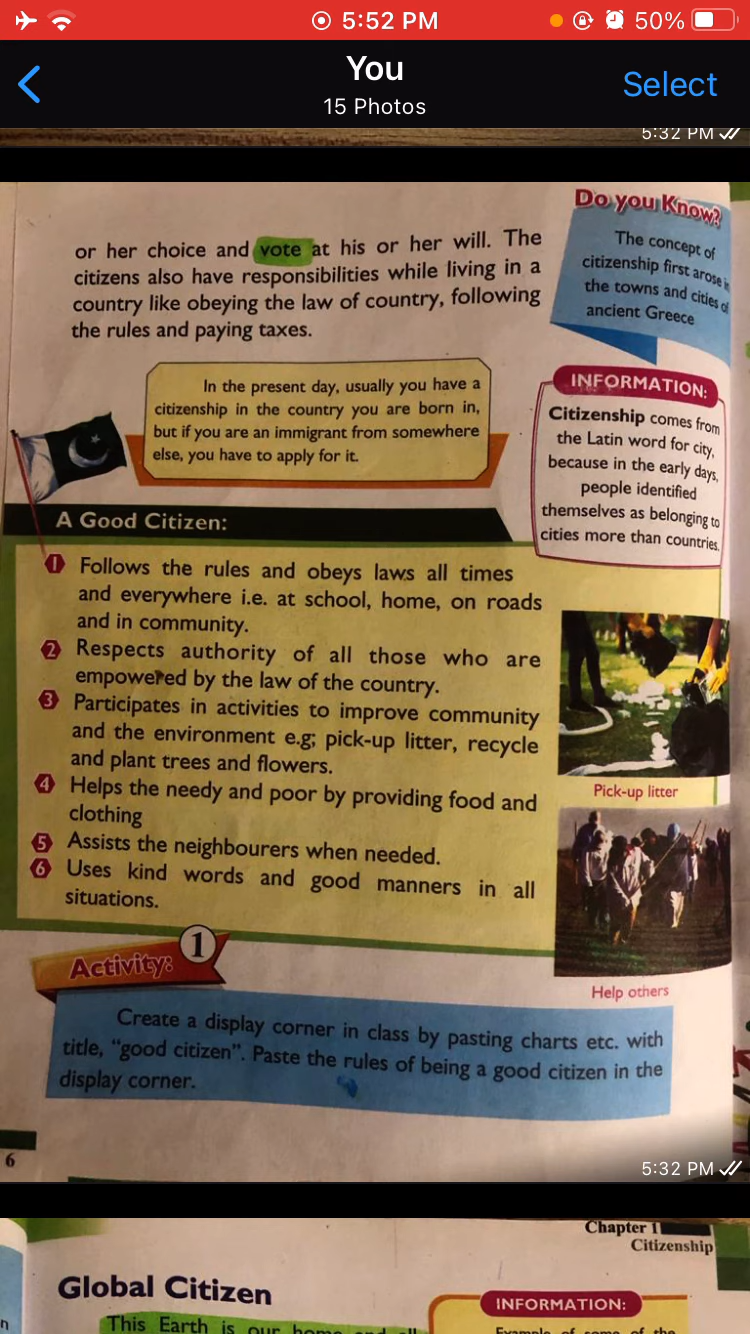 5:52 PM
50%
You
Select
15 Photos
5:32 PM
Do you Know?
or her choice and vote at his or her will. The
citizens also have responsibilities while living in a
country like obeying the law of country, following
the rules and paying taxes.
The concept of
citizenship first arose in
the towns and cities of
ancient Greece
In the present day, usually you have a
citizenship in the country you are born in,
but if you are an immigrant from somewhere
else, you have to apply for it.
INFORMATION:
Citizenship comes from
the Latin word for city,
because in the early days,
people identified
themselves as belonging to
cities more than countries.
A Good Citizen:
1 Follows the rules and obeys laws all times
and everywhere i.e. at school, home, on roads
and in community.
2 Respects authority of all those who are
empowered by the law of the country.
3 Participates in activities to improve community
and the environment e.g; pick-up litter, recycle
and plant trees and flowers.
4 Helps the needy and poor by providing food and
clothing
5 Assists the neighbourers when needed.
6 Uses kind words and good manners in all
situations.
Pick-up litter
Help others
Activity: 1
Create a display corner in class by pasting charts etc. with
title, "good citizen". Paste the rules of being a good citizen in the
display corner.
6
5:32 PM
Chapter 1
Citizenship
Global Citizen
INFORMATION:
This Earth is our home and all
Example of some of the